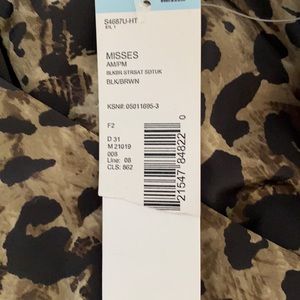 S4687U-HT
MISSES
AM/PM
BLKBR STRSAT SDTUK
BLK/BRWN
KSN#: 05011695-3
F2
D 31
M 21019
008
Line: 08
CLS: 862
21547 84822 0